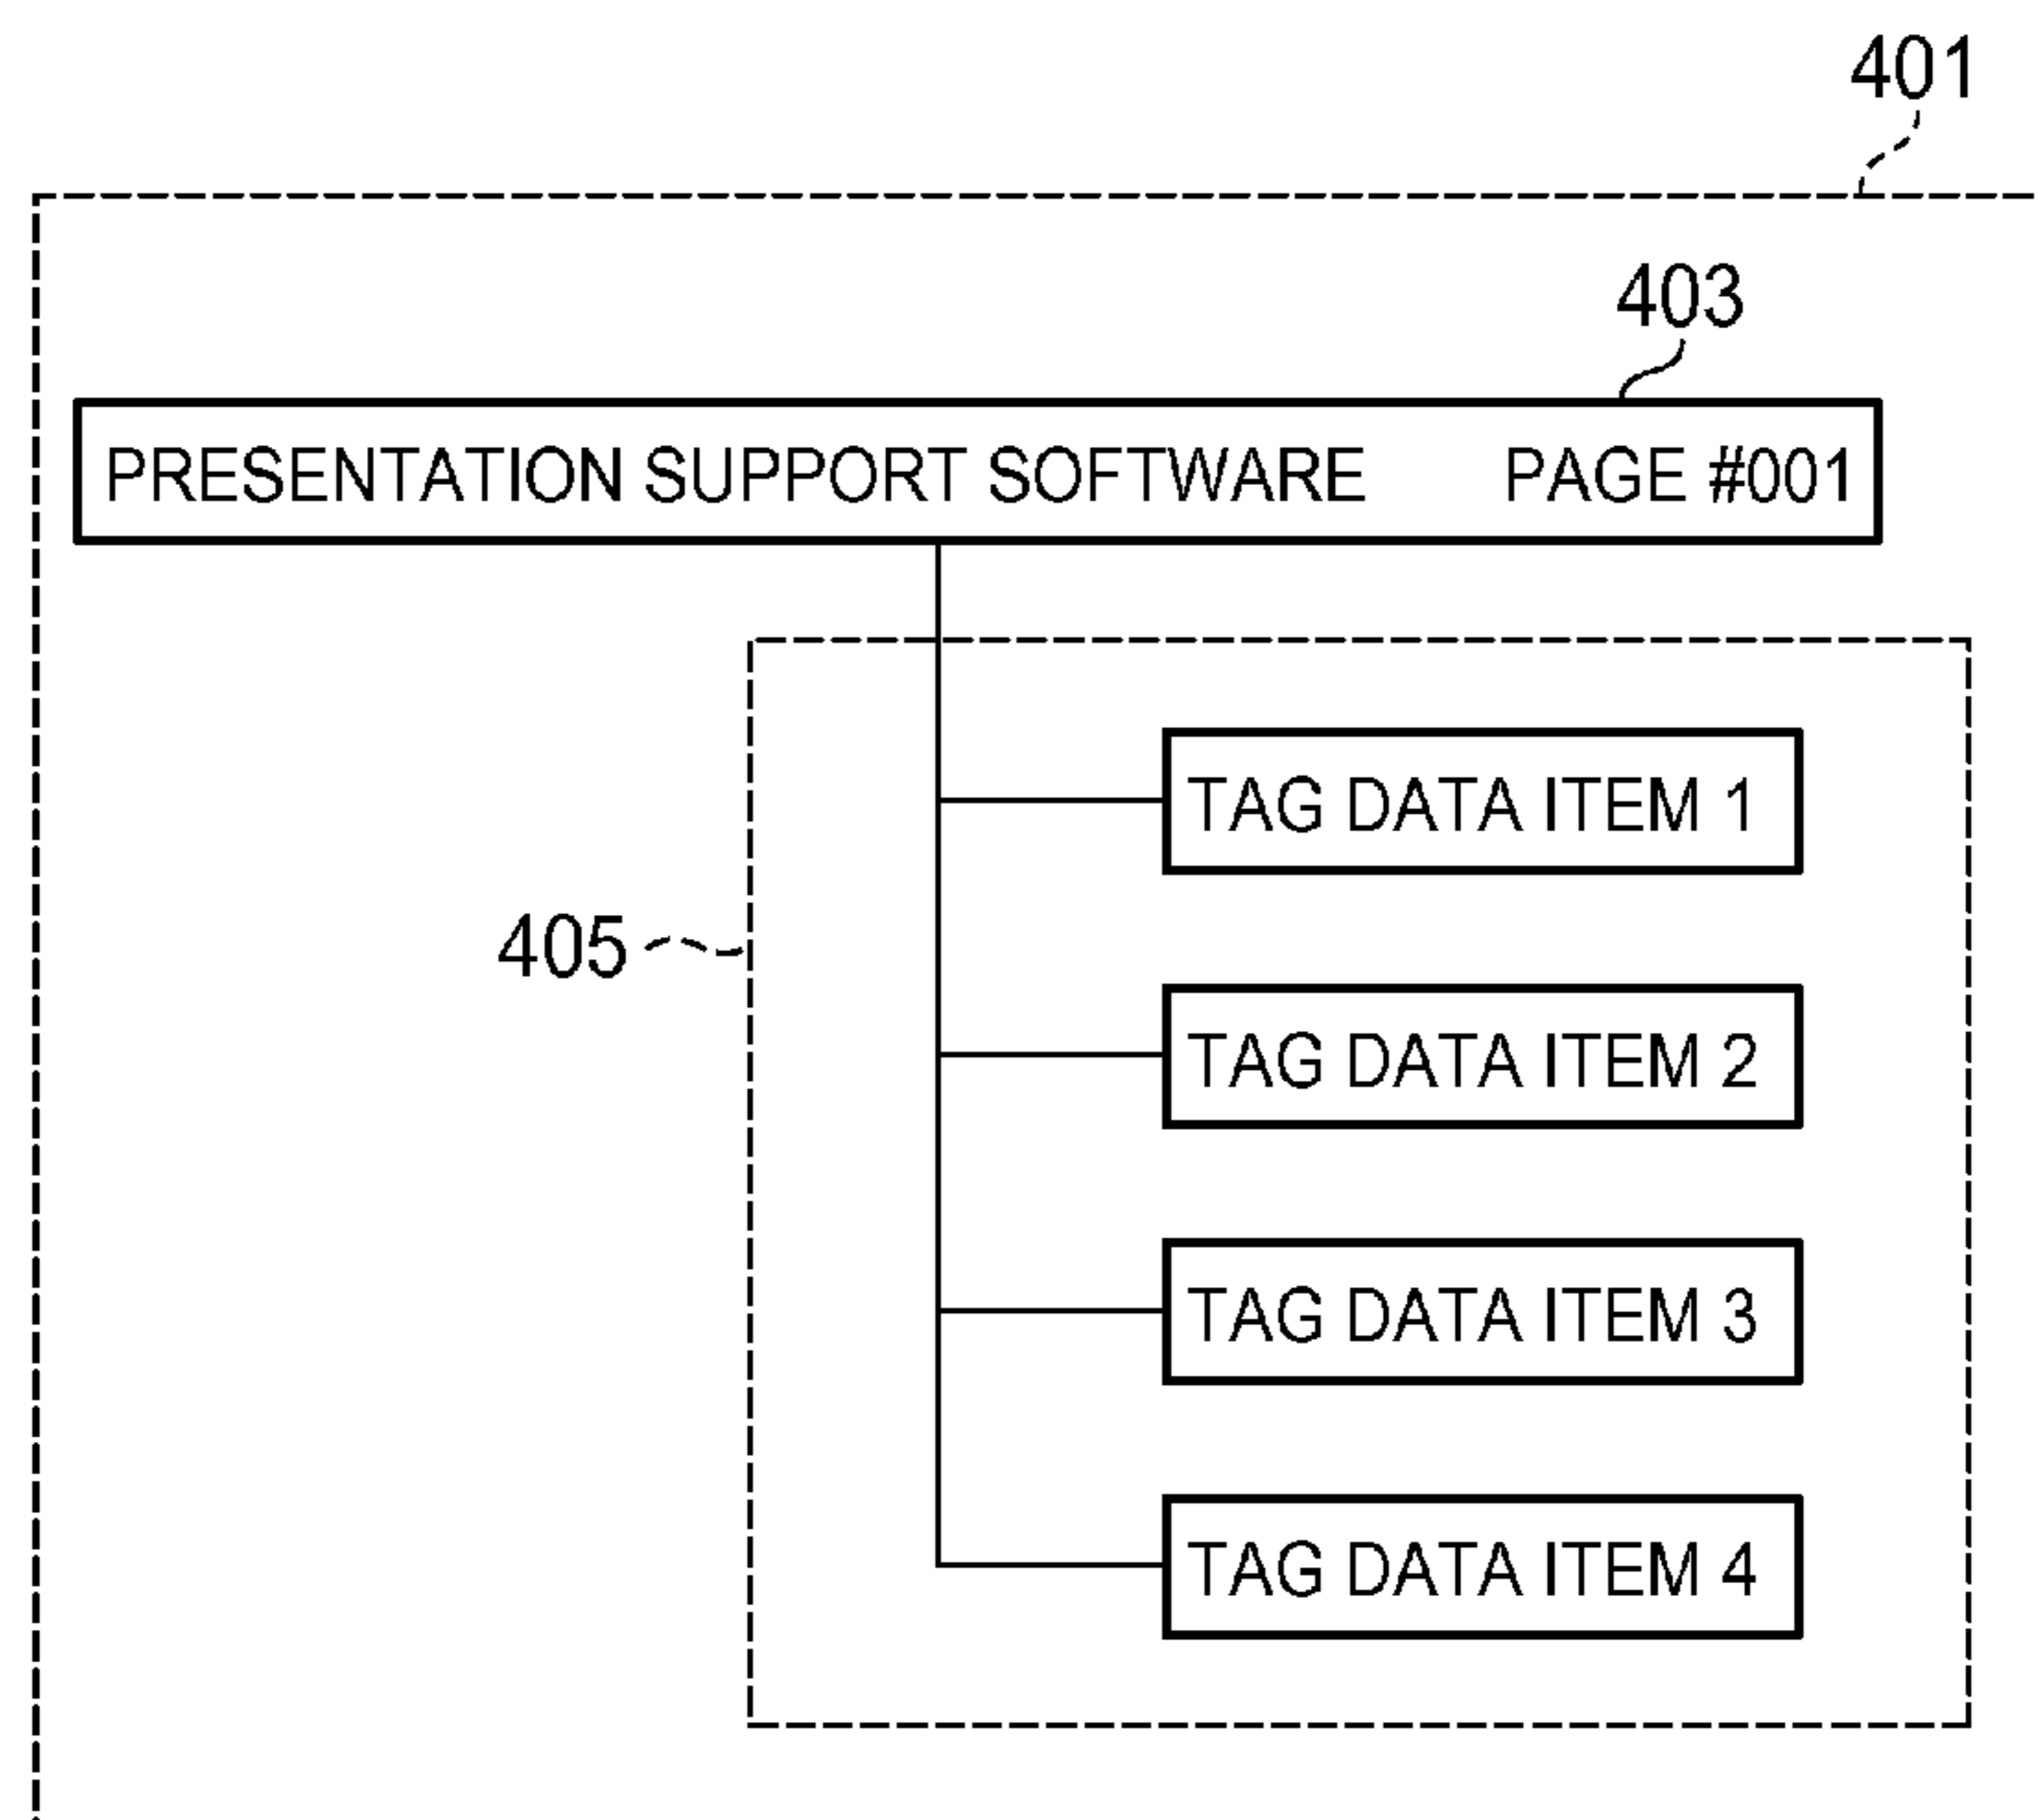 401
403
PRESENTATION SUPPORT SOFTWARE PAGE #001
TAG DATA ITEM 1
405
TAG DATA ITEM 2
TAG DATA ITEM 3
TAG DATA ITEM 4